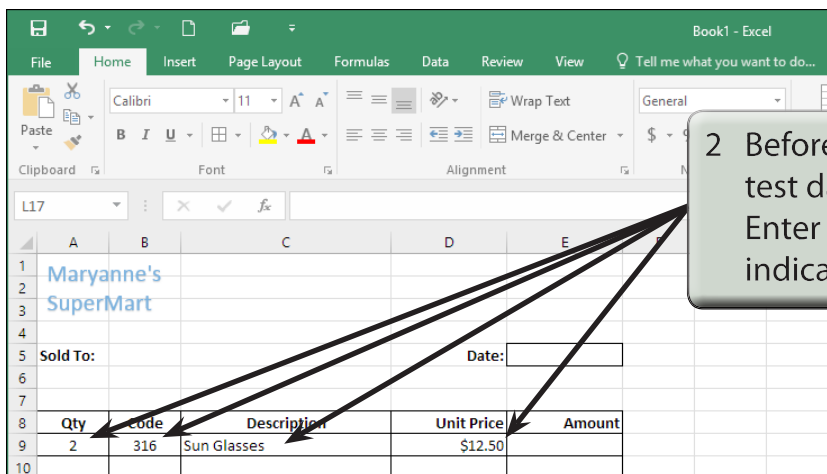 Book1 - Excel
File Home Insert Page Layout Formulas Data Review View Tell me what you want to do...
Paste
Calibri 11 A A Wrap Text General
B I U A Merge & Center $
Clipboard Font Alignment
L17 fx
A B C D E
1 Maryanne's
2
3 SuperMart
4
5 Sold To: Date:
6
7
8 Qty Code Description Unit Price Amount
9 2 316 Sun Glasses $12.50
10
2 Before
test
Enter